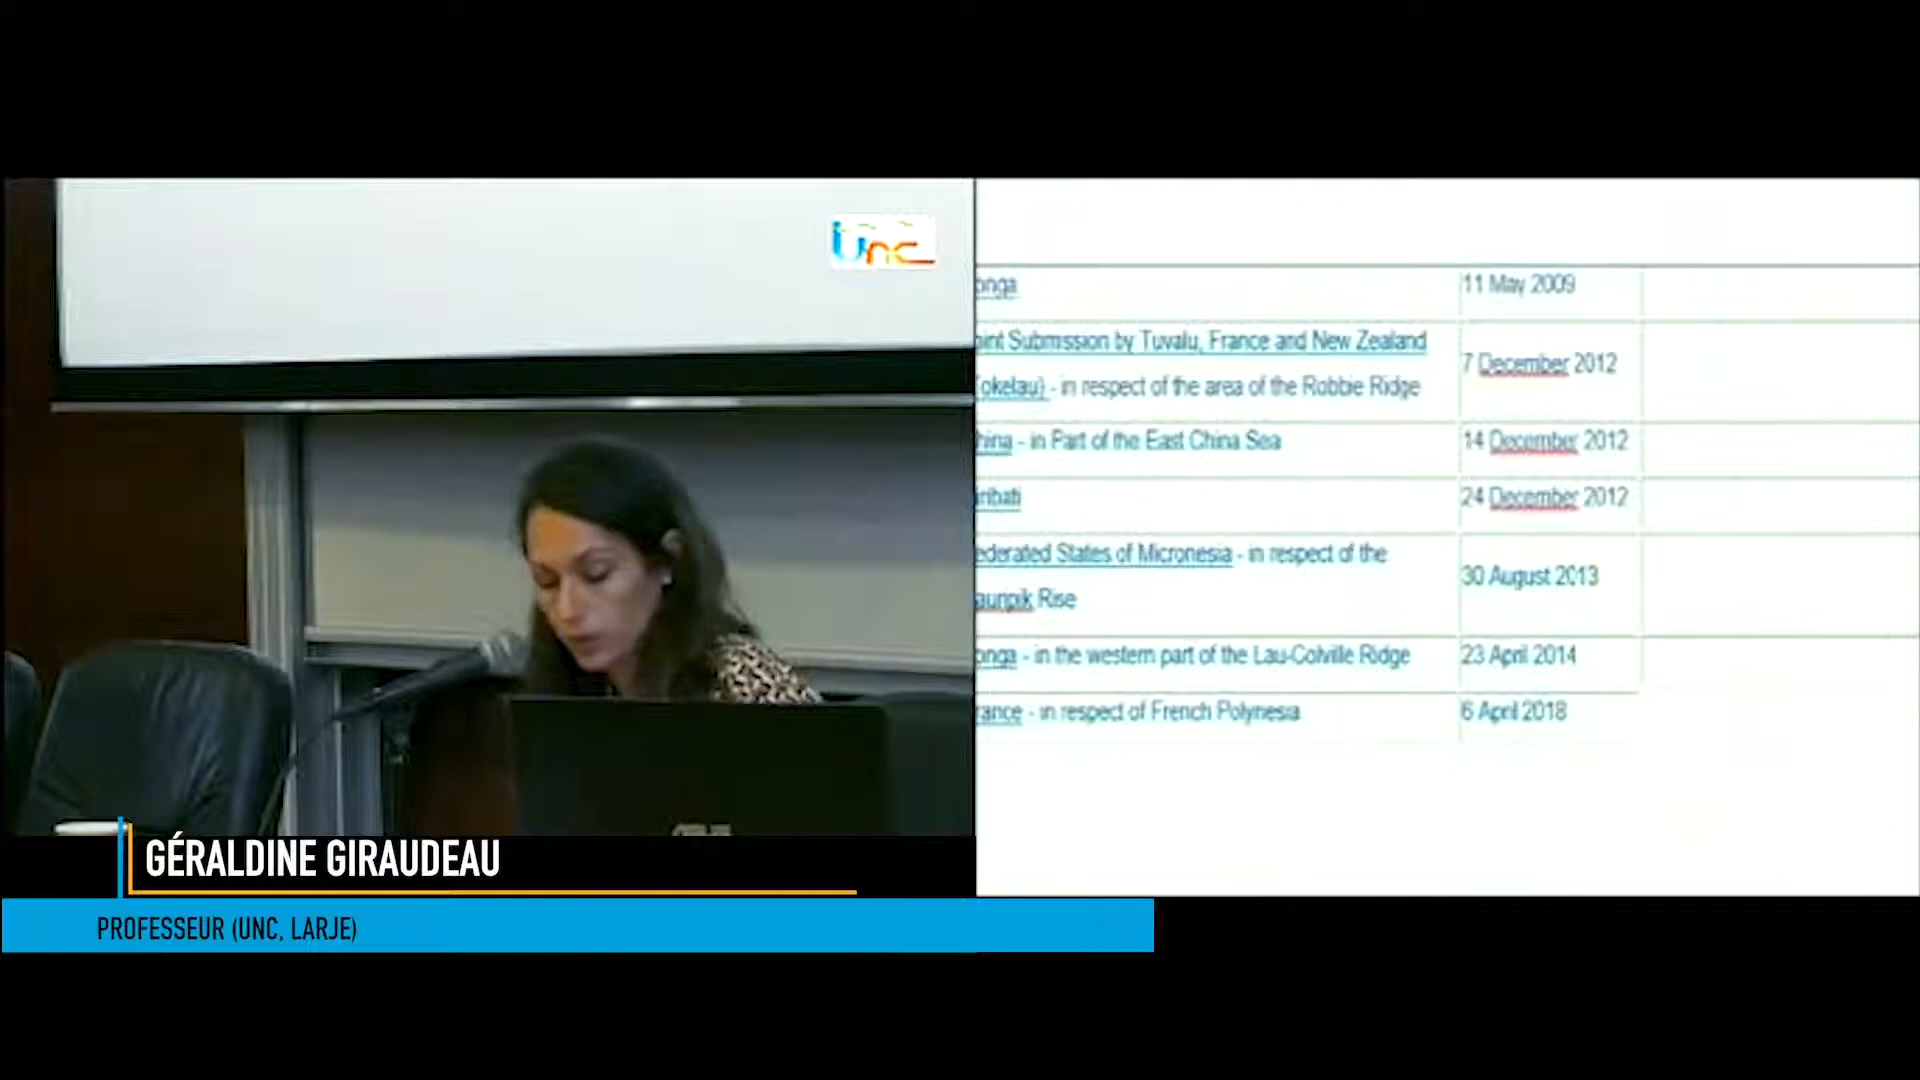 unc
onga
11 May 2009
oint Submission by Tuvalu, France and New Zealand
okelau) - in respect of the area of the Robbie Ridge
7 December 2012
hina - in Part of the East China Sea
14 December 2012
iribati
24 December 2012
ederated States of Micronesia - in respect of the
auripik Rise
30 August 2013
onga - in the western part of the Lau-Colville Ridge
23 April 2014
rance - in respect of French Polynesia
6 April 2018
GÉRALDINE GIRAUDEAU
PROFESSEUR (UNC, LARJE)